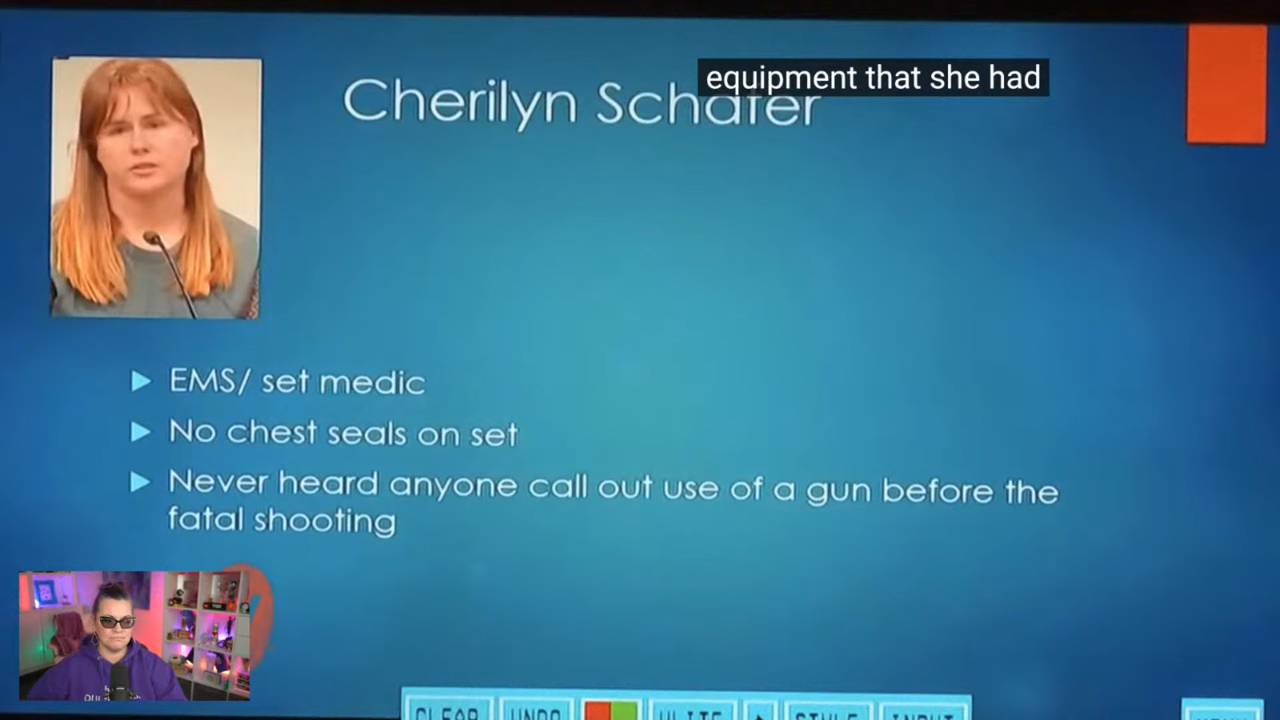 equipment that she had
Cherilyn Schafer
EMS/ set medic
No chest seals on set
Never heard anyone call out use of a gun before the
fatal shooting
CLEAR UNDO STYLE INPUT